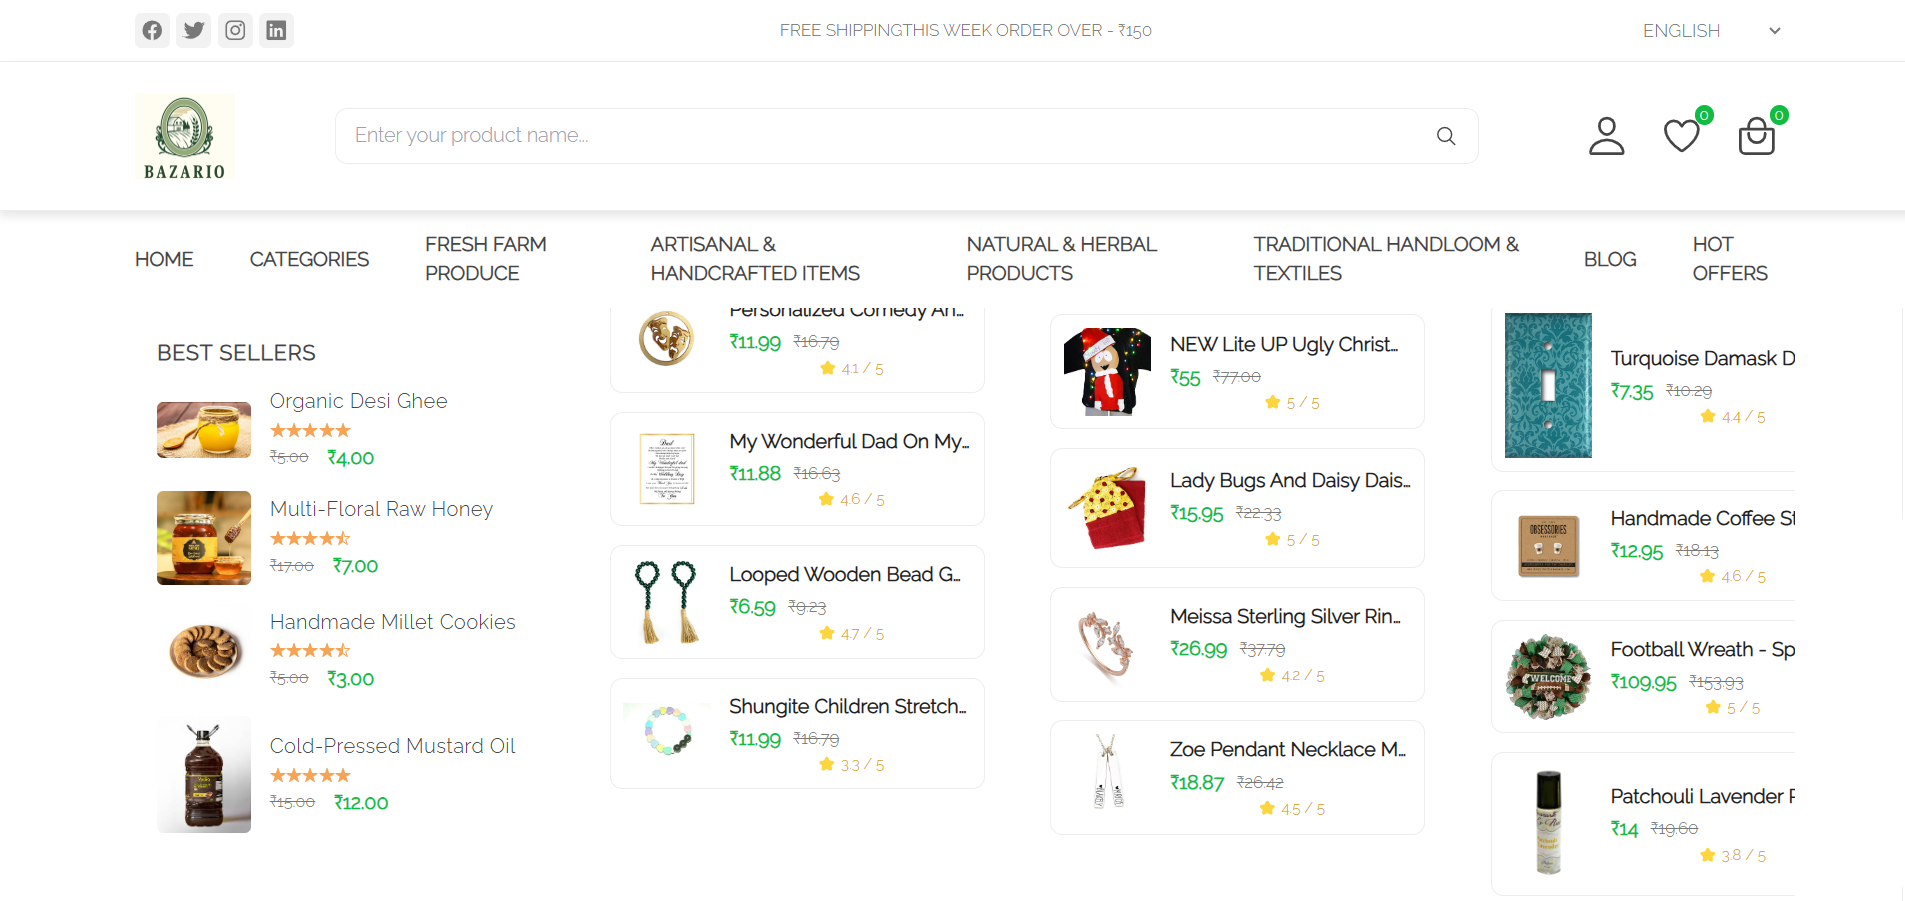 FREE SHIPPINGTHIS WEEK ORDER OVER - ₹150
ENGLISH
BAZARIO
Enter your product name...
0
0
HOME
CATEGORIES
FRESH FARM
PRODUCE
ARTISANAL &
HANDCRAFTED ITEMS
NATURAL & HERBAL
PRODUCTS
TRADITIONAL HANDLOOM &
TEXTILES
BLOG
HOT
OFFERS
BEST SELLERS
Organic Desi Ghee
₹5.00 ₹4.00
Multi-Floral Raw Honey
₹17.00 ₹7.00
Handmade Millet Cookies
₹5.00 ₹3.00
Cold-Pressed Mustard Oil
₹15.00 ₹12.00
Personalized Comedy An...
₹11.99 ₹16.79
4.1 / 5
My Wonderful Dad On My...
₹11.88 ₹16.63
4.6 / 5
Looped Wooden Bead G...
₹6.59 ₹9.23
4.7 / 5
Shungite Children Stretch...
₹11.99 ₹16.79
3.3 / 5
NEW Lite UP Ugly Christ...
₹55 ₹77.00
5 / 5
Lady Bugs And Daisy Dais...
₹15.95 ₹22.33
5 / 5
Meissa Sterling Silver Rin...
₹26.99 ₹37.79
4.2 / 5
Zoe Pendant Necklace M...
₹18.87 ₹26.42
4.5 / 5
Turquoise Damask D
₹7.35 ₹10.29
4.4 / 5
OBSESSORIES
Handmade Coffee St
₹12.95 ₹18.13
4.6 / 5
WELCOME
Football Wreath - Sp
₹109.95 ₹153.93
5 / 5
Patchouli Lavender
₹14 ₹19.60
3.8 / 5